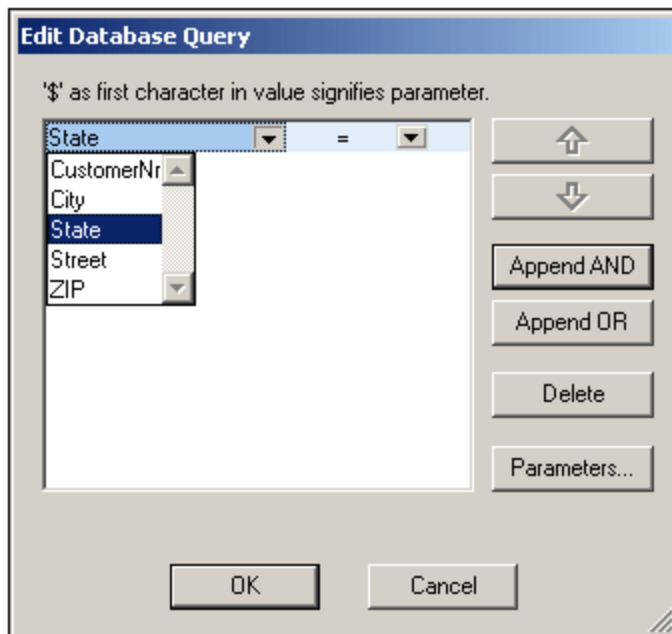 Edit Database Query
'$' as first character in value signifies parameter.
State =
CustomerNr
City
State
Street
ZIP
Append AND
Append OR
Delete
Parameters...
OK Cancel